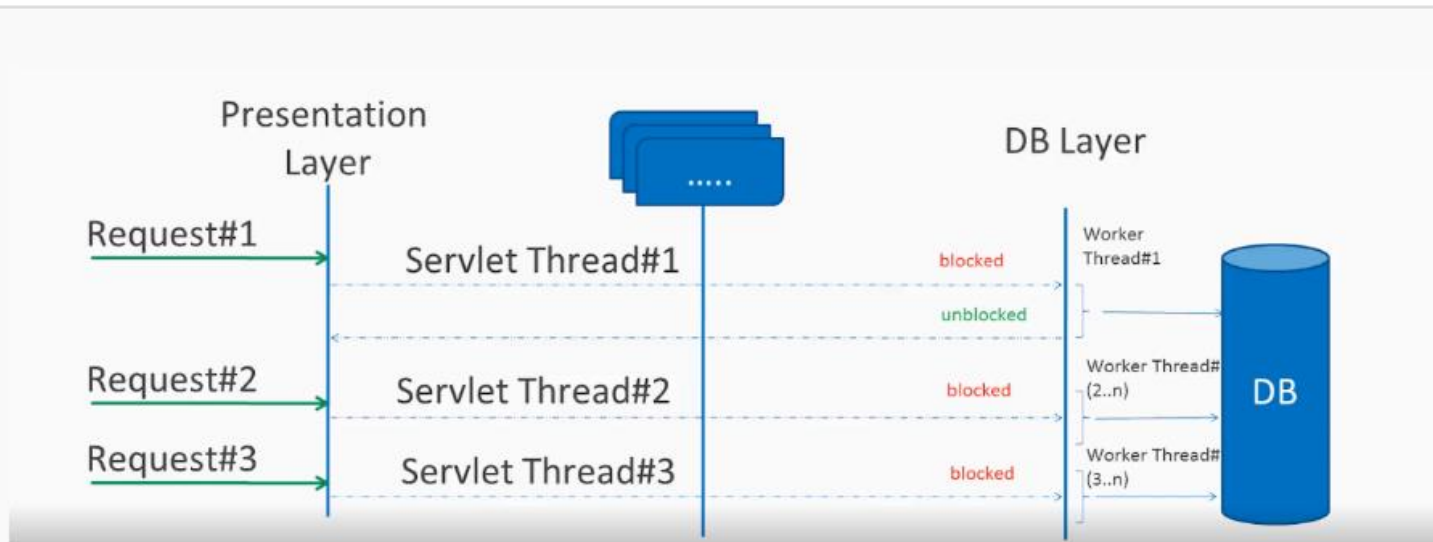 Presentation
Layer
.....
DB Layer
Request#1
Servlet Thread#1
blocked
Worker
Thread#1
unblocked
Request#2
Servlet Thread#2
blocked
Worker Thread#
(2..n)
DB
Request#3
Servlet Thread#3
blocked
Worker Thread#
(3..n)